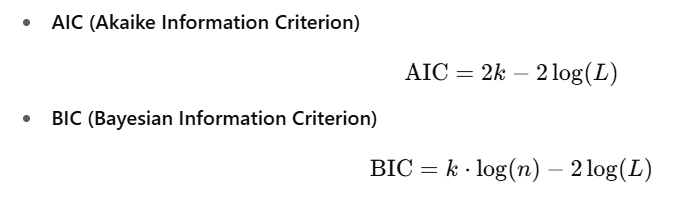 • AIC (Akaike Information Criterion)
AIC = 2k − 2 log(L)
• BIC (Bayesian Information Criterion)
BIC = k · log(n) − 2 log(L)